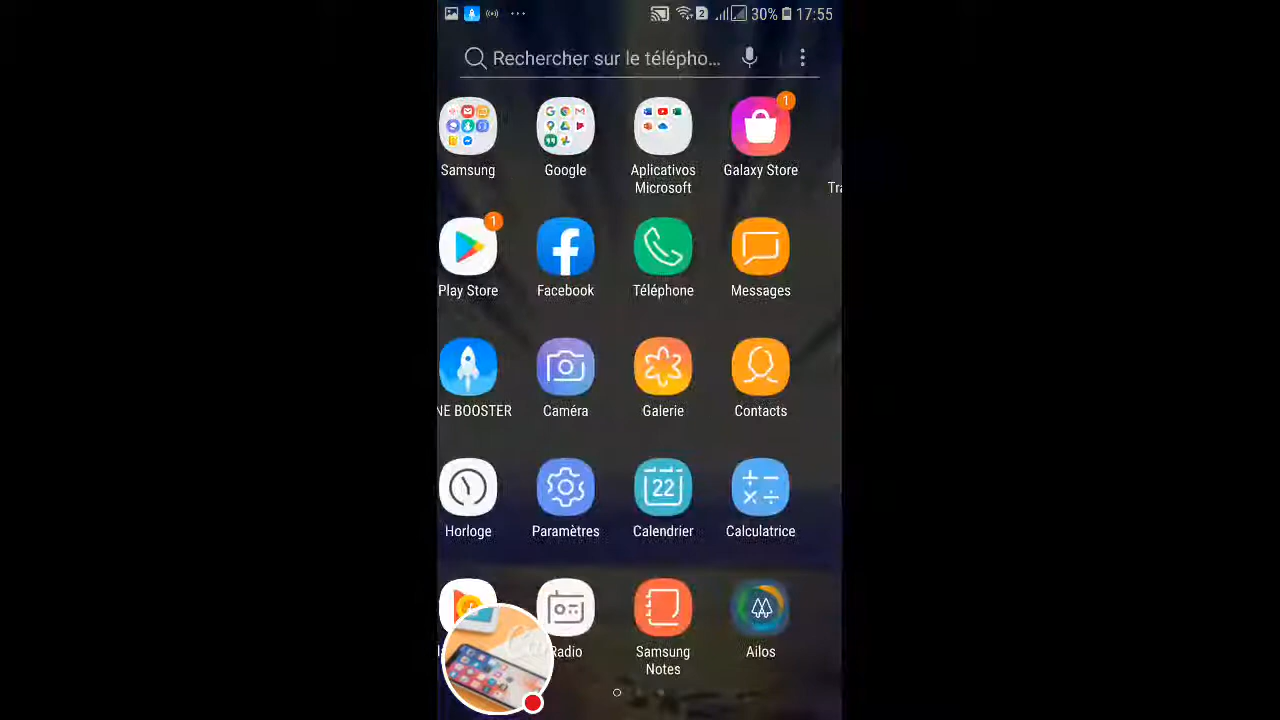 30% 17:55
Rechercher sur le télépho...
Samsung
Google
Aplicativos
Microsoft
Galaxy Store
1
Tra
Play Store
1
Facebook
Téléphone
Messages
NE BOOSTER
Caméra
Galerie
Contacts
Horloge
Paramètres
22
Calendrier
Calculatrice
Radio
Samsung
Notes
Ailos